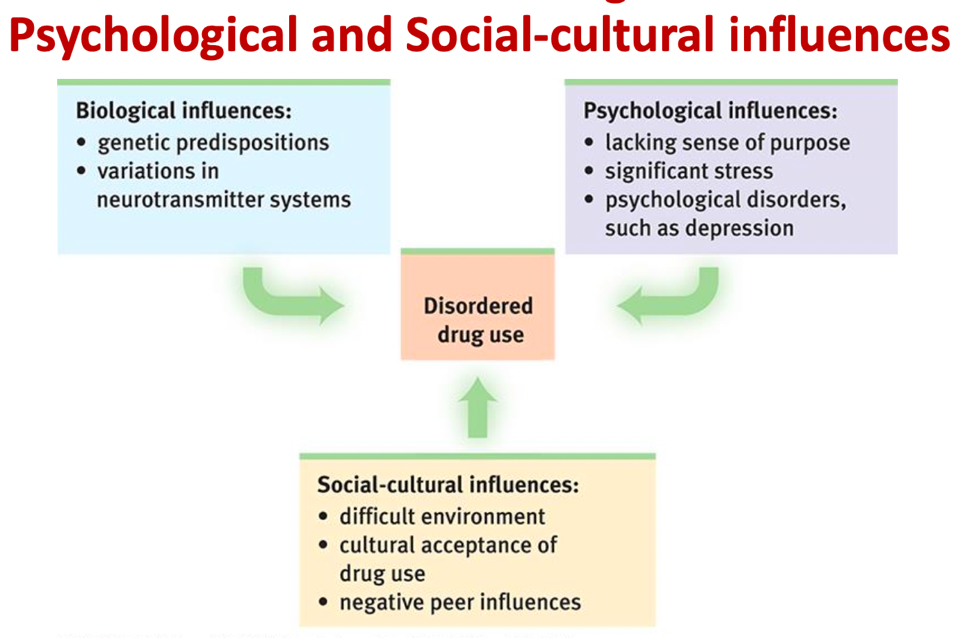 Psychological and Social-cultural influences
Biological influences:
• genetic predispositions
• variations in
neurotransmitter systems
Psychological influences:
• lacking sense of purpose
• significant stress
• psychological disorders,
such as depression
Disordered
drug use
Social-cultural influences:
• difficult environment
• cultural acceptance of
drug use
• negative peer influences